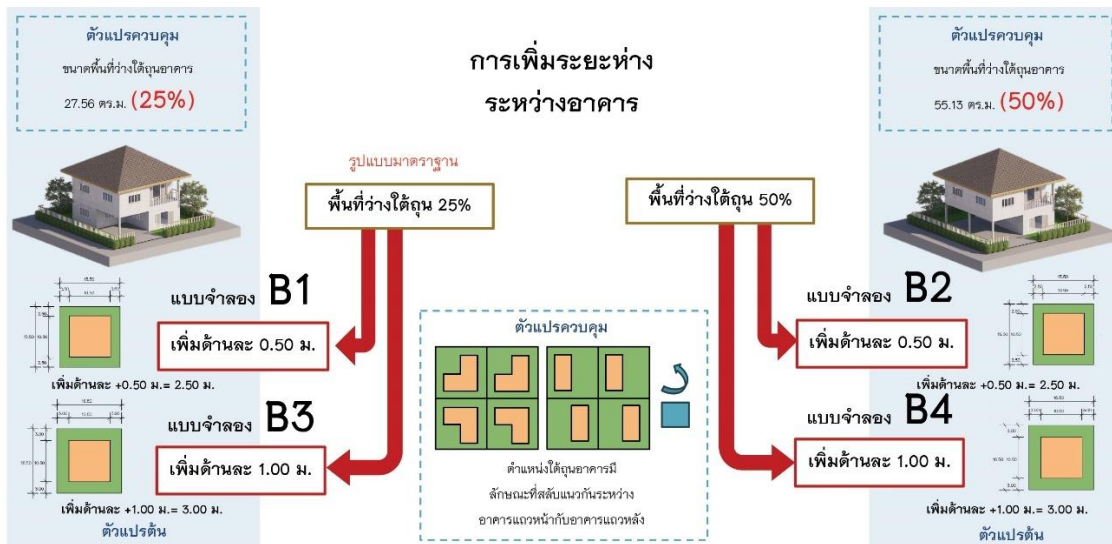 ตัวแปรควบคุม
ขนาดพื้นที่ว่างใต้ถุนอาคาร
27.56 ตร.ม. (25%)
การเพิ่มระยะห่าง
ระหว่างอาคาร
ตัวแปรควบคุม
ขนาดพื้นที่ว่างใต้ถุนอาคาร
55.13 ตร.ม. (50%)
รูปแบบมาตราฐาน
พื้นที่ว่างใต้ถุน 25%
พื้นที่ว่างใต้ถุน 50%
แบบจำลอง B1
เพิ่มด้านละ 0.50 ม.
เพิ่มด้านละ +0.50 ม.= 2.50 ม.
แบบจำลอง B3
เพิ่มด้านละ 1.00 ม.
เพิ่มด้านละ +1.00 ม.= 3.00 ม.
ตัวแปรต้น
ตัวแปรควบคุม
ตำแหน่งใต้ถุนอาคารมี
ลักษณะที่สลับแนวกันระหว่าง
อาคารแถวหน้ากับอาคารแถวหลัง
แบบจำลอง B2
เพิ่มด้านละ 0.50 ม.
เพิ่มด้านละ +0.50 ม.= 2.50 ม.
แบบจำลอง B4
เพิ่มด้านละ 1.00 ม.
เพิ่มด้านละ +1.00 ม.= 3.00 ม.
ตัวแปรต้น